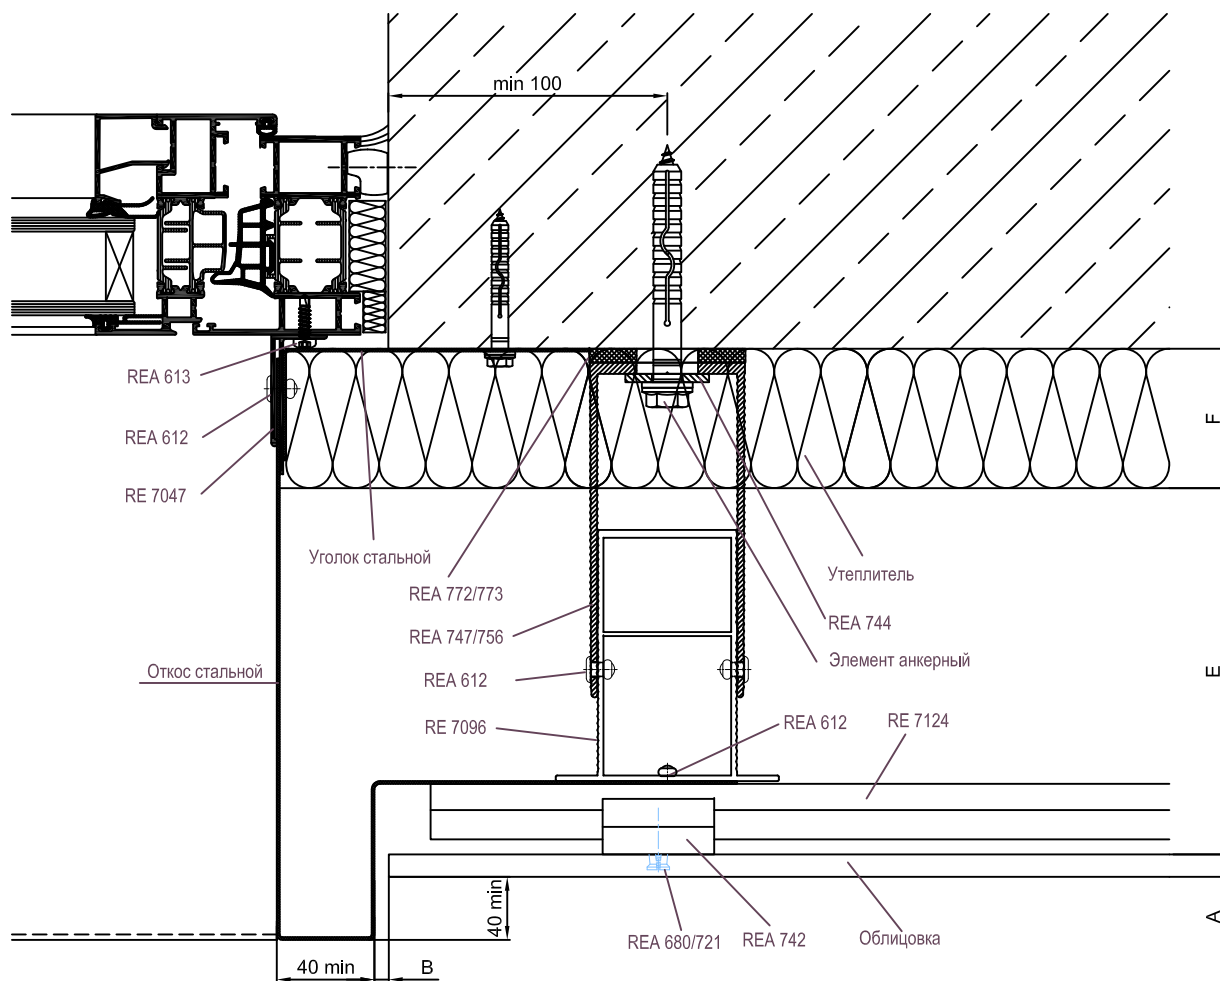 min 100
REA 613
REA 612
RE 7047
F
Уголок стальной
Утеплитель
REA 772/773
REA 744
REA 747/756
Элемент анкерный
Откос стальной
E
REA 612
RE 7096
REA 612
RE 7124
40 min
A
REA 680/721
REA 742
Облицовка
40 min
B